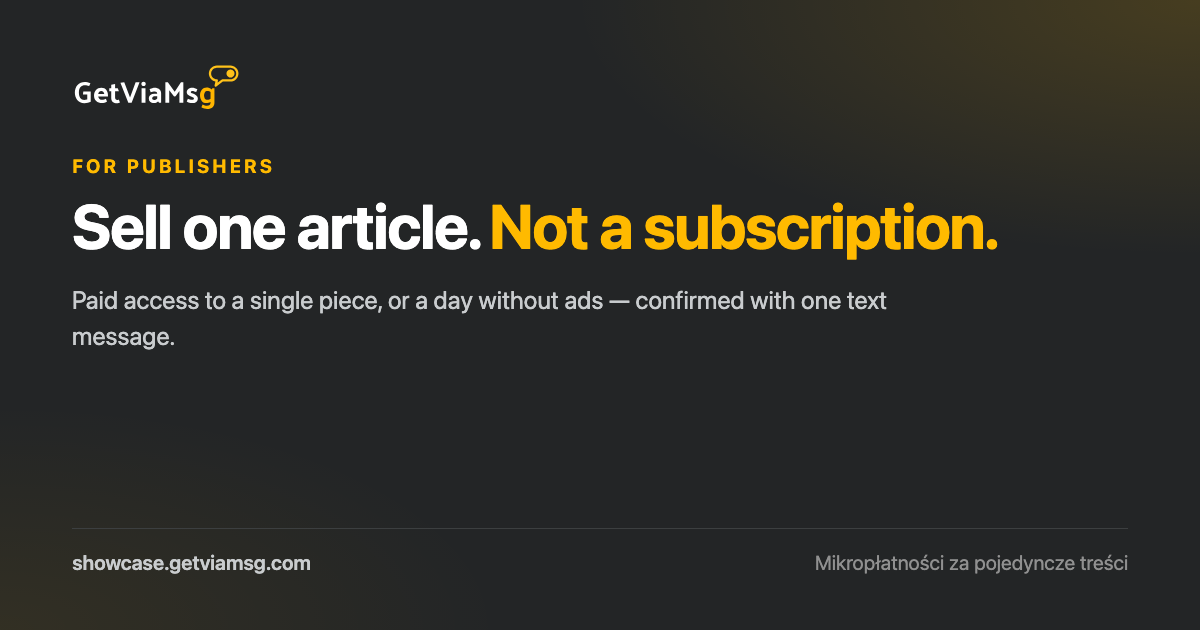 GetViaMsg
FOR PUBLISHERS
Sell one article. Not a subscription.
Paid access to a single piece, or a day without ads — confirmed with one text
message.
showcase.getviamsg.com
Mikropłatności za pojedyncze treści